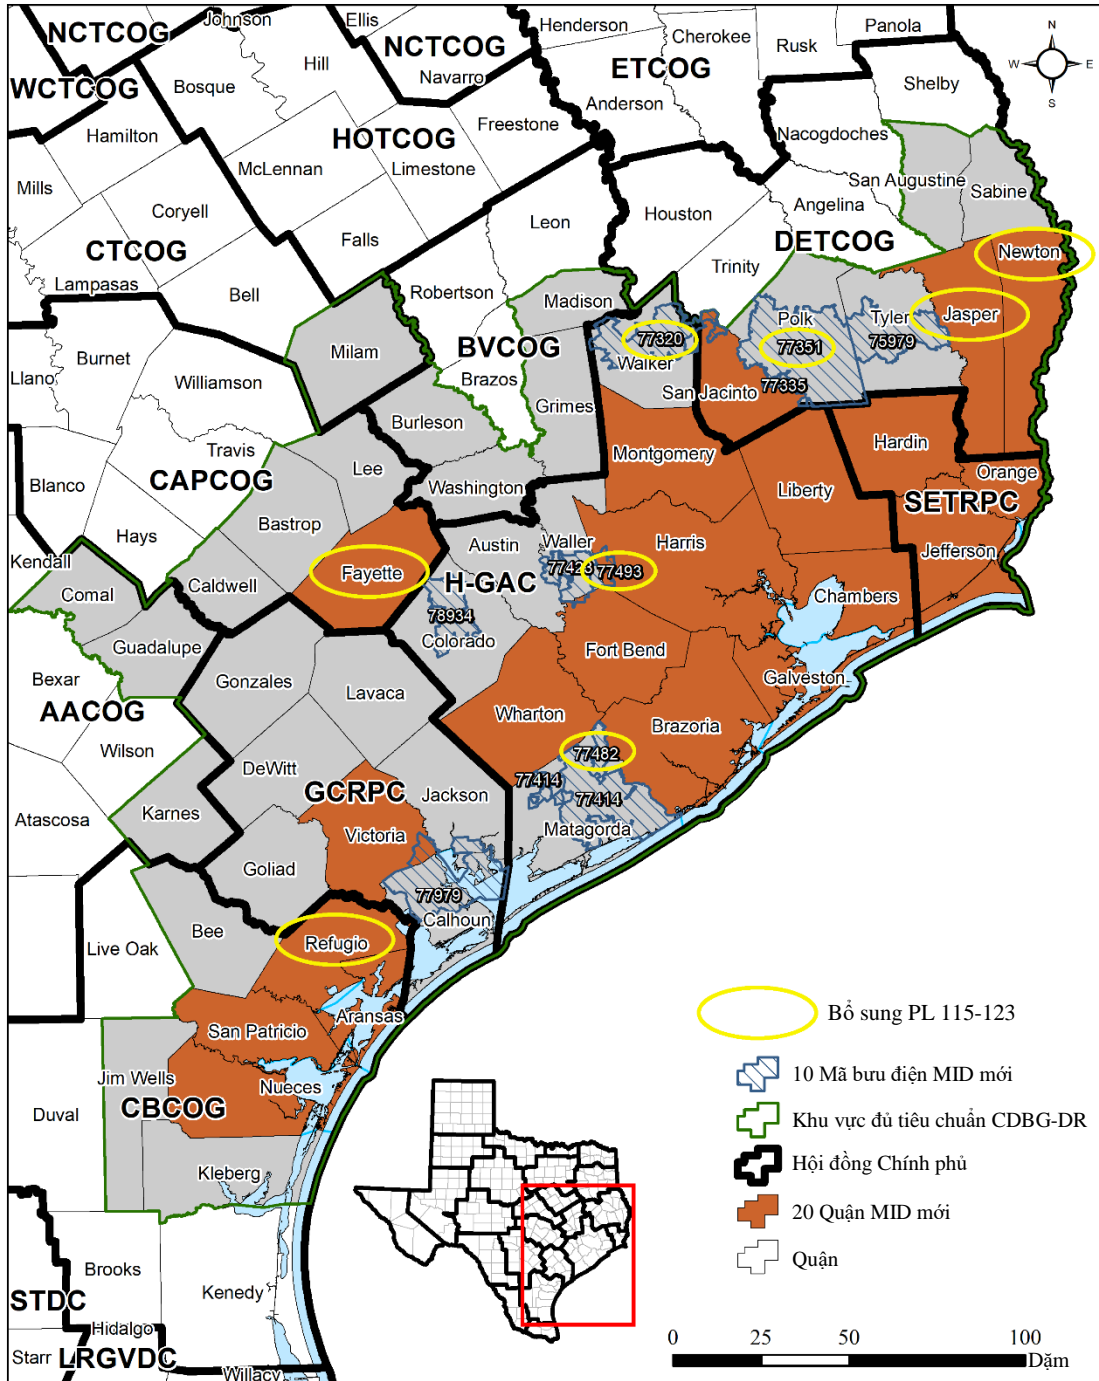 Johnson
Ellis
NCTCOG
NCTCOG
Henderson
Cherokee
Panola
Rusk
N
W
E
S
WCTCOG
Bosque
Hill
Navarro
ETCOG
Anderson
Shelby
Hamilton
HOTCOG
Freestone
Nacogdoches
McLennan
Limestone
Mills
Coryell
San Augustine
Sabine
Leon
Houston
Angelina
CTCOG
Falls
DETCOG
Newton
Lampasas
Bell
Robertson
Trinity
Madison
Polk
Tyler
Jasper
Burnet
Milam
BVCOG
77320
77351
75979
Llano
Williamson
Brazos
Walker
77335
Grimes
San Jacinto
Burleson
Travis
Montgomery
Hardin
CAPCOG
Lee
Orange
Blanco
Washington
Liberty
SETRPC
Bastrop
Hays
Austin
Waller
Harris
Jefferson
Kendall
Fayette
77423
77493
Caldwell
H-GAC
Comal
Chambers
78934
Colorado
Guadalupe
Fort Bend
Bexar
Gonzales
Lavaca
Galveston
AACOG
Wharton
Brazoria
Wilson
77482
DeWitt
77414
GCRPC
Jackson
77414
Karnes
Atascosa
Victoria
Matagorda
Goliad
77979
Calhoun
Bee
Live Oak
Refugio
Aransas
San Patricio
Jim Wells
Nueces
Duval
CBCOG
Kleberg
Brooks
Kenedy
STDC
Hidalgo
Starr
LRGVDC
Willacy
Bổ sung PL 115-123
10 Mã bưu điện MID mới
Khu vực đủ tiêu chuẩn CDBG-DR
Hội đồng Chính phủ
20 Quận MID mới
Quận
0
25
50
100
Dặm